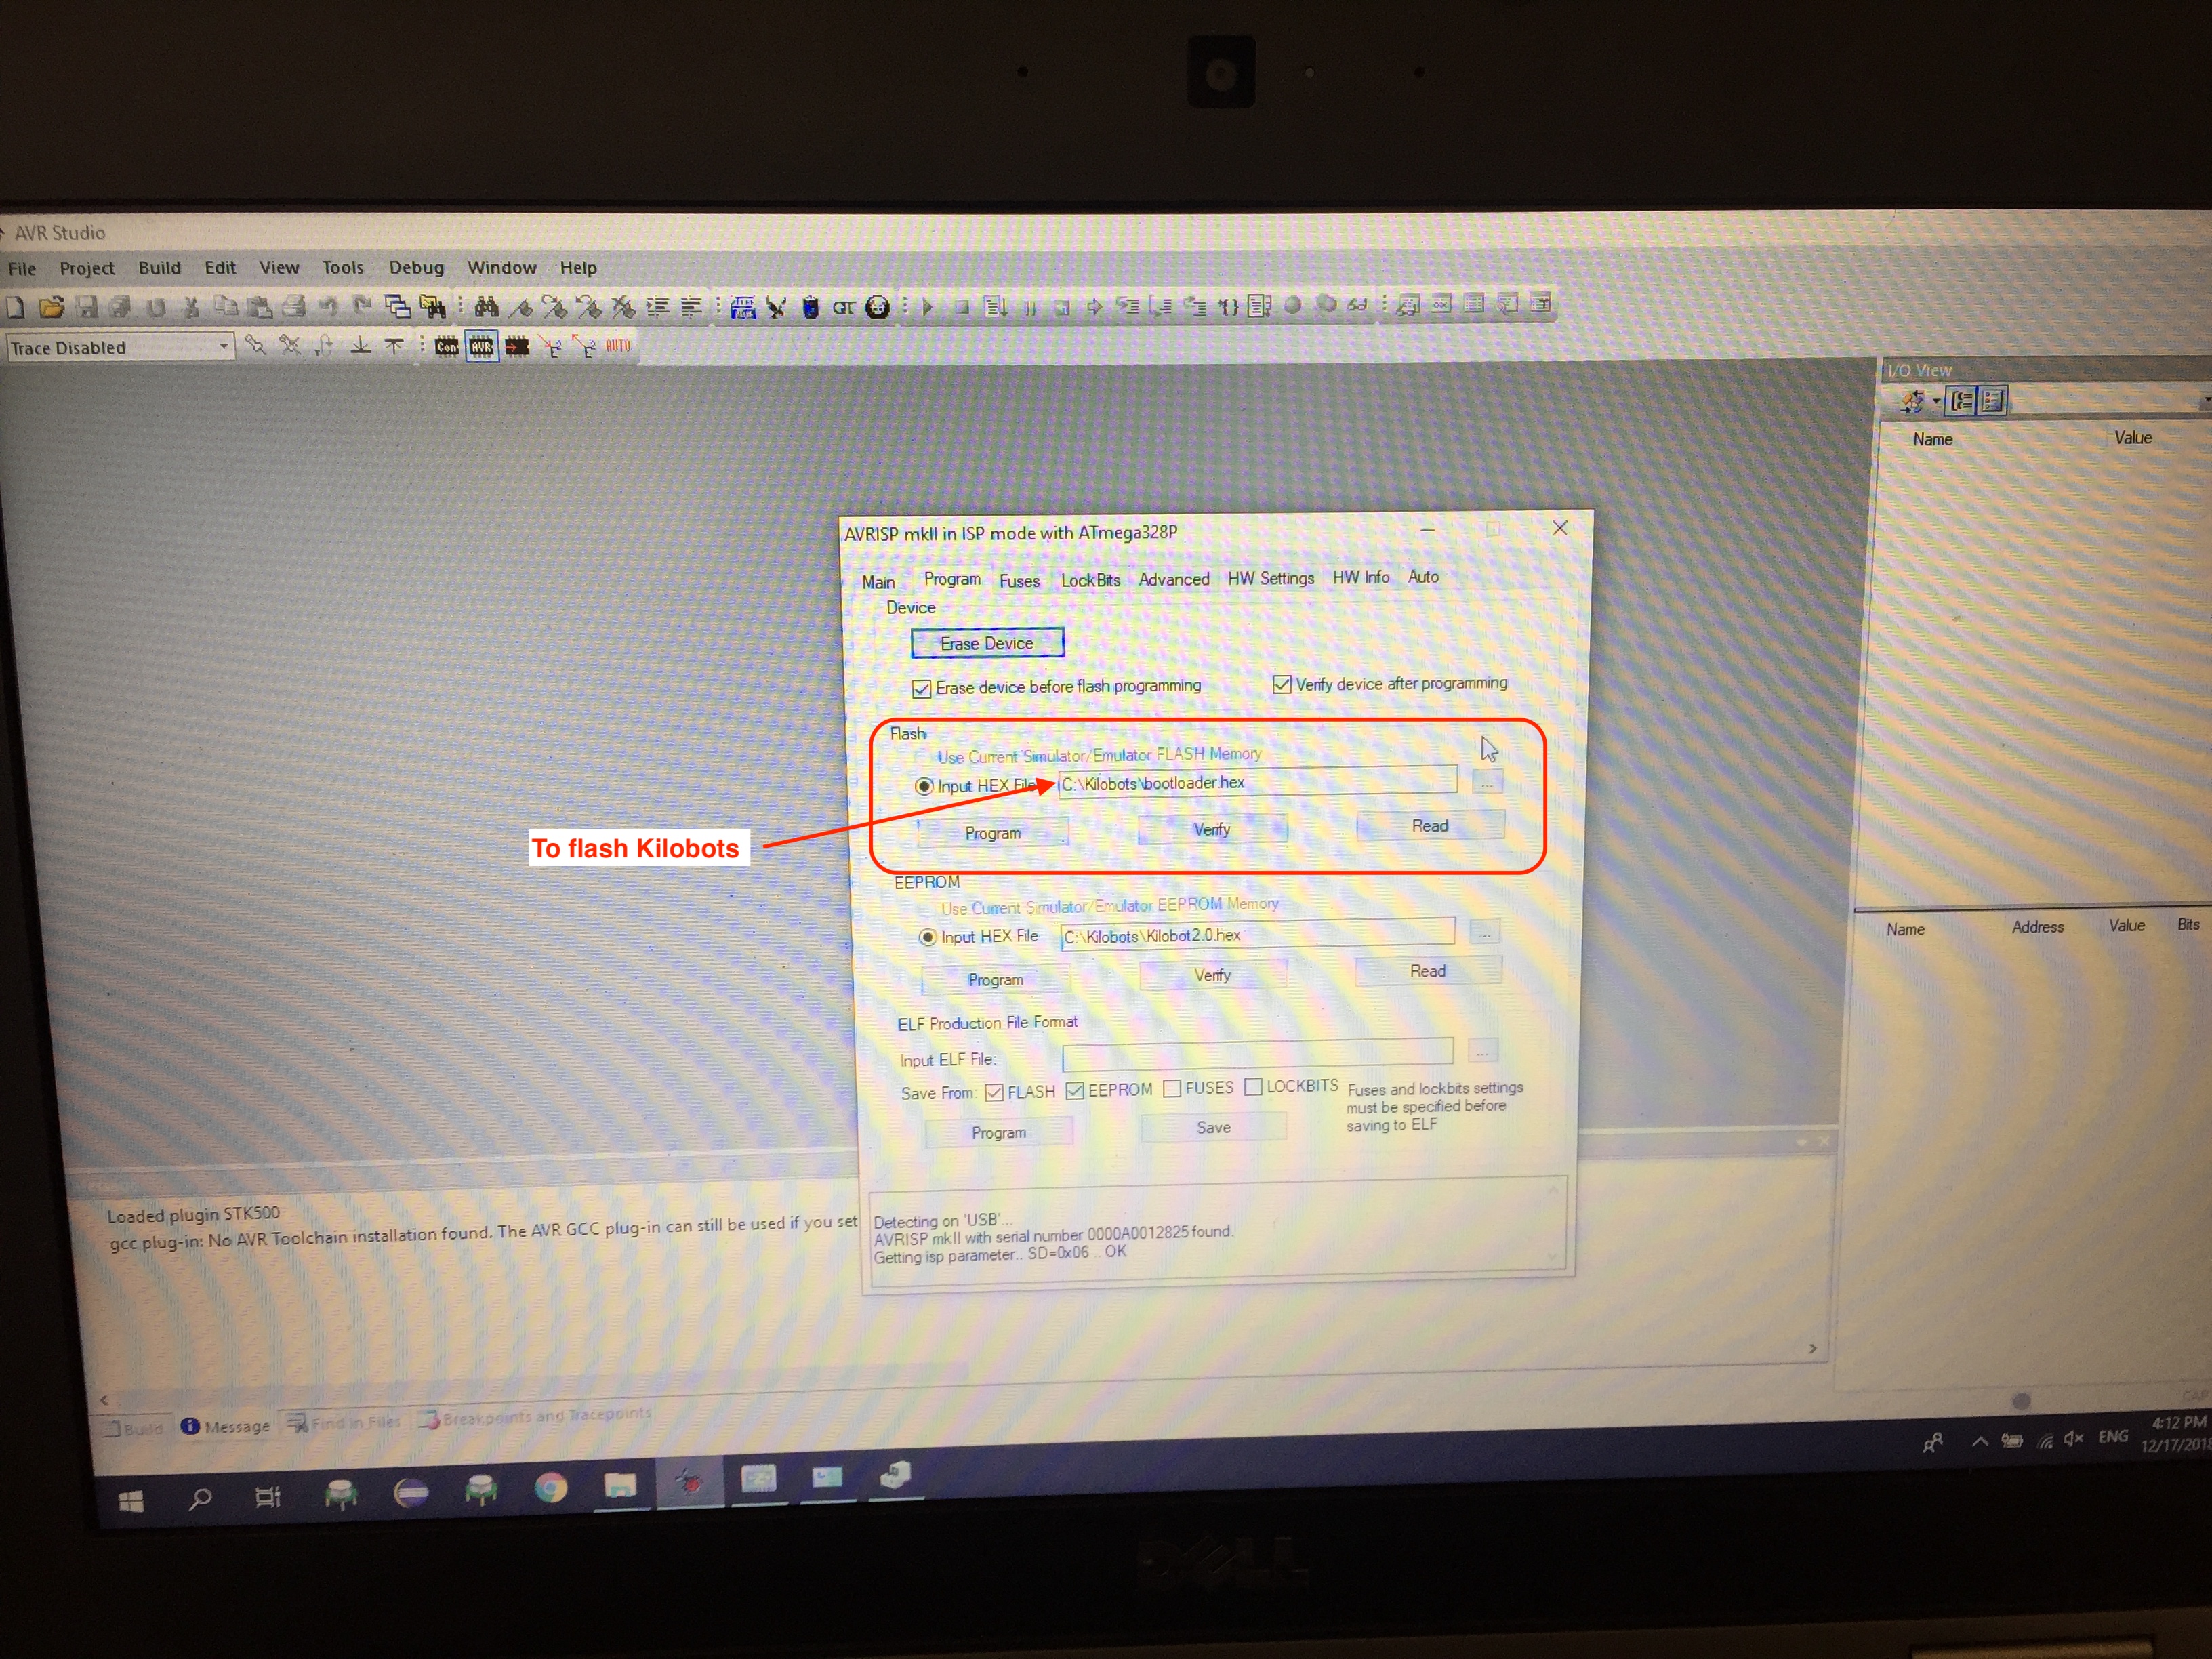 AVR Studio
File Project Build Edit View Tools Debug Window Help
GT
Trace Disabled
Con AVR AUTO
I/O View
Name Value
AVRISP mkII in ISP mode with ATmega328P
Main Program Fuses LockBits Advanced HW Settings HW Info Auto
Device
Erase Device
Erase device before flash programming Verify device after programming
Flash
Use Current Simulator/Emulator FLASH Memory
Input HEX File C:\Kilobots\bootloader.hex ...
To flash Kilobots
Program Verify Read
EEPROM
Use Current Simulator/Emulator EEPROM Memory
Input HEX File C:\Kilobots\Kilobot2.0.hex ...
Name Address Value Bits
Program Verify Read
ELF Production File Format
Input ELF File: ...
Save From: FLASH EEPROM FUSES LOCKBITS Fuses and lockbits settings
must be specified before
saving to ELF
Program Save
Loaded plugin STK500
gcc plug-in: No AVR Toolchain installation found. The AVR GCC plug-in can still be used if you set
Detecting on 'USB'...
AVRISP mkII with serial number 0000A0012825 found.
Getting isp parameter.. SD=0x06 .. OK
Build Message Find in Files Breakpoints and Tracepoints
CAP
ENG 4:12 PM
12/17/2018
DELL